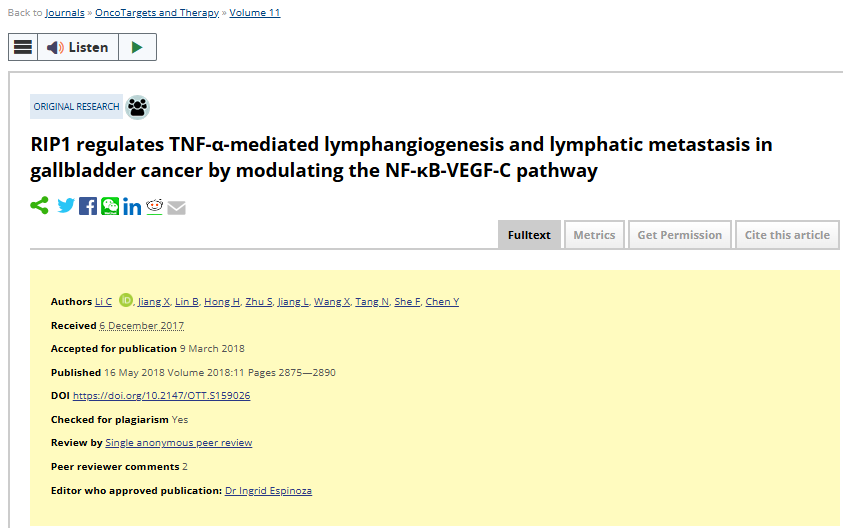 Back to Journals » OncoTargets and Therapy » Volume 11
Listen
ORIGINAL RESEARCH
RIP1 regulates TNF-α-mediated lymphangiogenesis and lymphatic metastasis in
gallbladder cancer by modulating the NF-κB-VEGF-C pathway
Fulltext Metrics Get Permission Cite this article
Authors Li C iD, Jiang X, Lin B, Hong H, Zhu S, Jiang L, Wang X, Tang N, She F, Chen Y
Received 6 December 2017
Accepted for publication 9 March 2018
Published 16 May 2018 Volume 2018:11 Pages 2875—2890
DOI https://doi.org/10.2147/OTT.S159026
Checked for plagiarism Yes
Review by Single anonymous peer review
Peer reviewer comments 2
Editor who approved publication: Dr Ingrid Espinoza